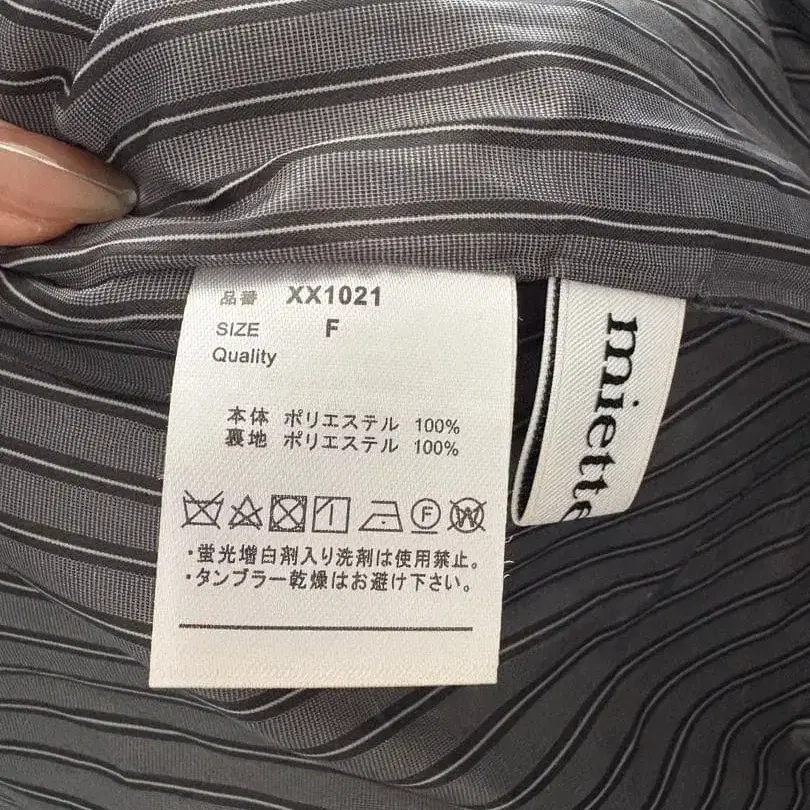 品番 XX1021
SIZE F
Quality
本体 ポリエステル 100%
裏地 ポリエステル 100%
F W
・蛍光増白剤入り洗剤は使用禁止。
・タンブラー乾燥はお避け下さい。
miette